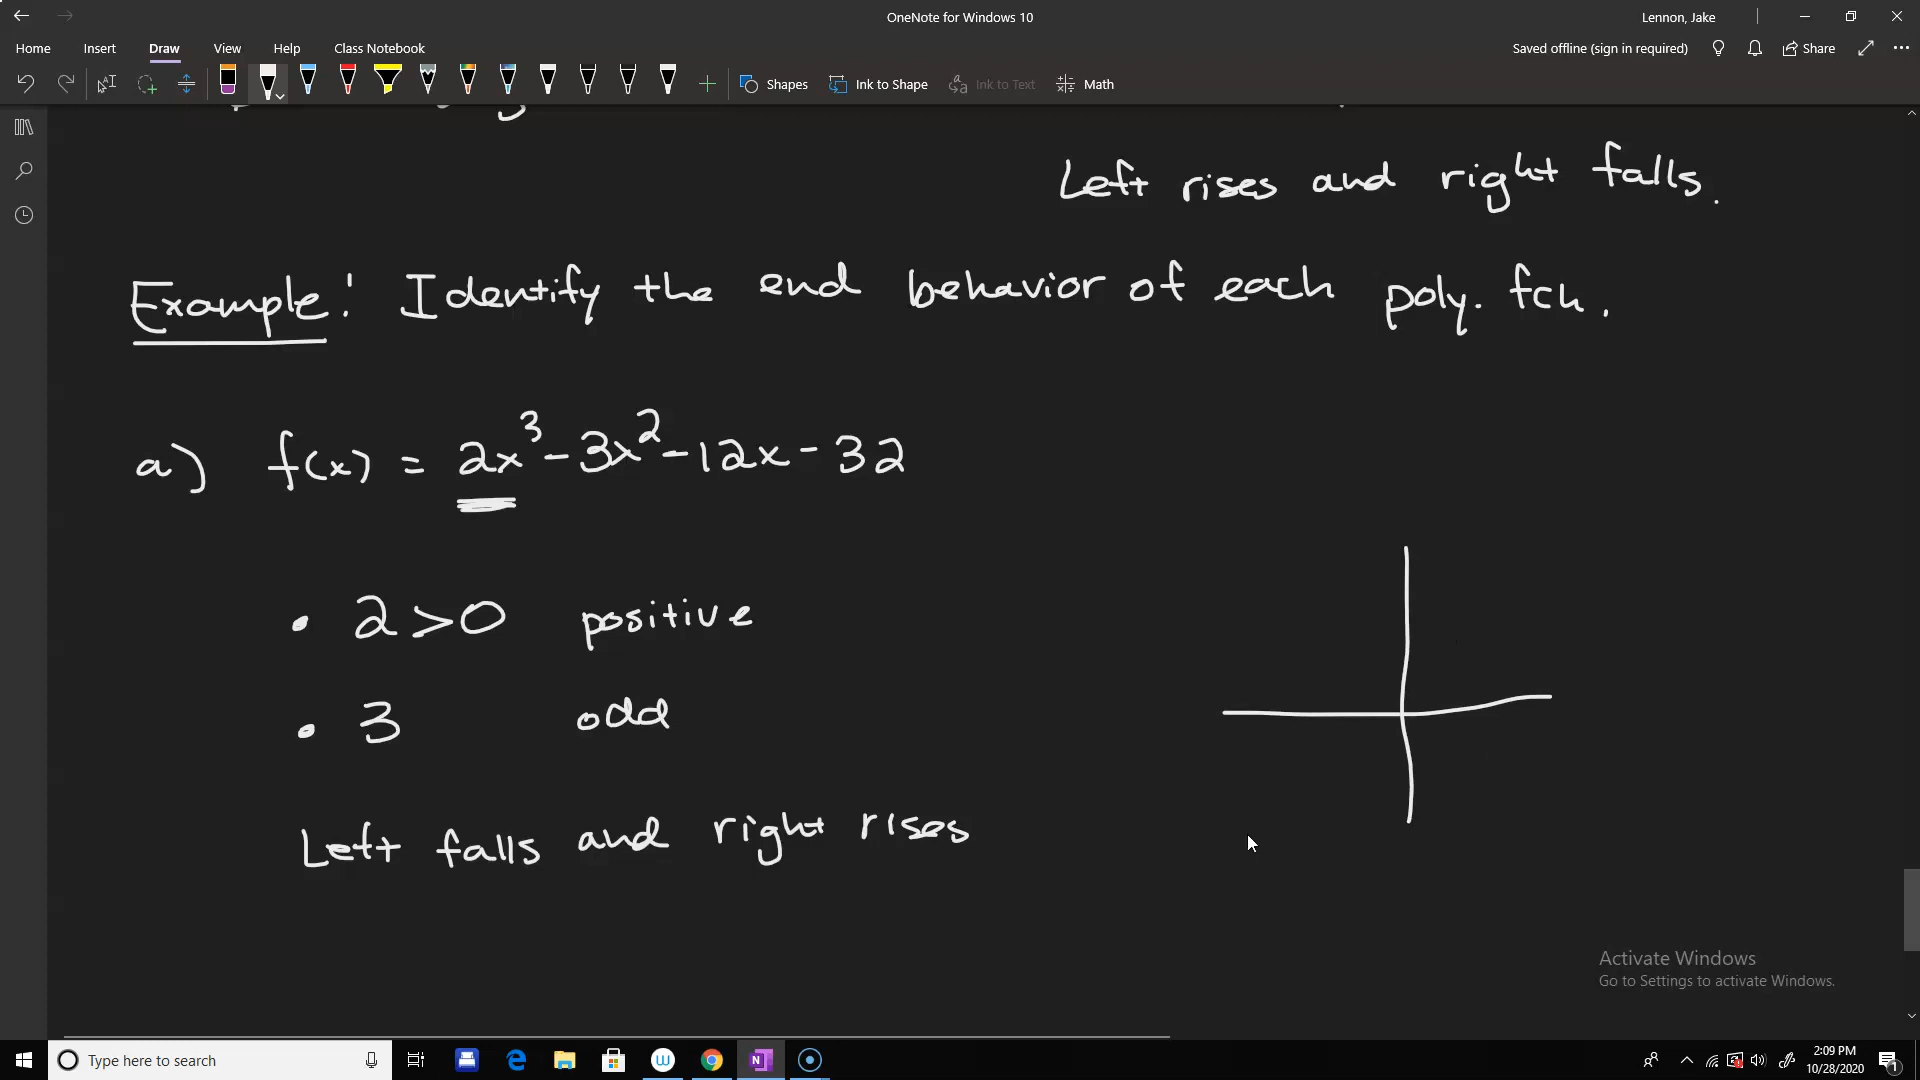 OneNote for Windows 10
Lennon, Jake
Home Insert Draw View Help Class Notebook
Saved offline (sign in required) Share
Shapes Ink to Shape Ink to Text Math
Left rises and right falls.
Example: Identify the end behavior of each poly. fcn.
a) f(x) = 2x³-3x²-12x-32
• 2>0 positive
• 3 odd
Left falls and right rises
Activate Windows
Go to Settings to activate Windows.
Type here to search
2:09 PM
10/28/2020